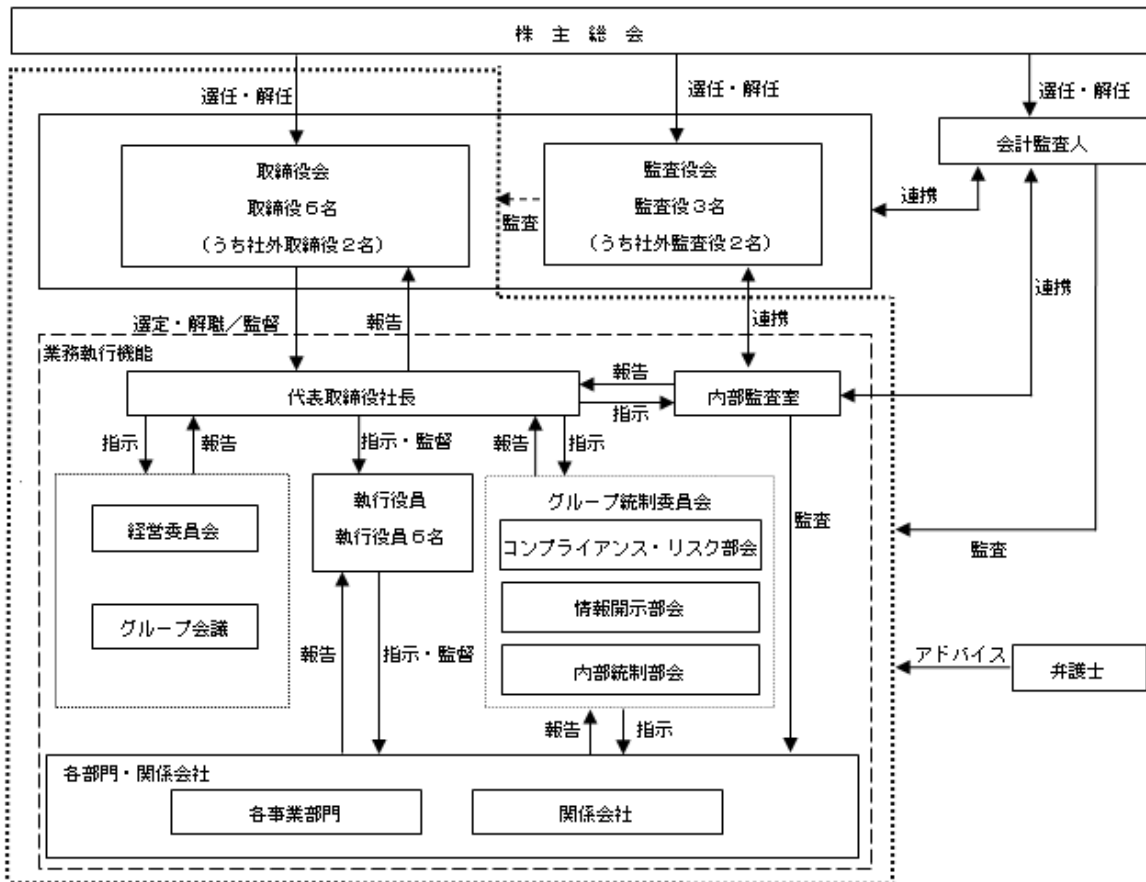 株 主 総 会
選任・解任
選任・解任
選任・解任
取締役会
取締役６名
（うち社外取締役２名）
監査
監査役会
監査役３名
（うち社外監査役２名）
連携
会計監査人
連携
選定・解職／監督
報告
連携
業務執行機能
代表取締役社長
報告
指示
内部監査室
指示
報告
指示・監督
報告
指示
経営委員会
グループ会議
執行役員
執行役員６名
グループ統制委員会
コンプライアンス・リスク部会
情報開示部会
内部統制部会
監査
監査
報告
指示・監督
アドバイス
弁護士
報告
指示
各部門・関係会社
各事業部門
関係会社